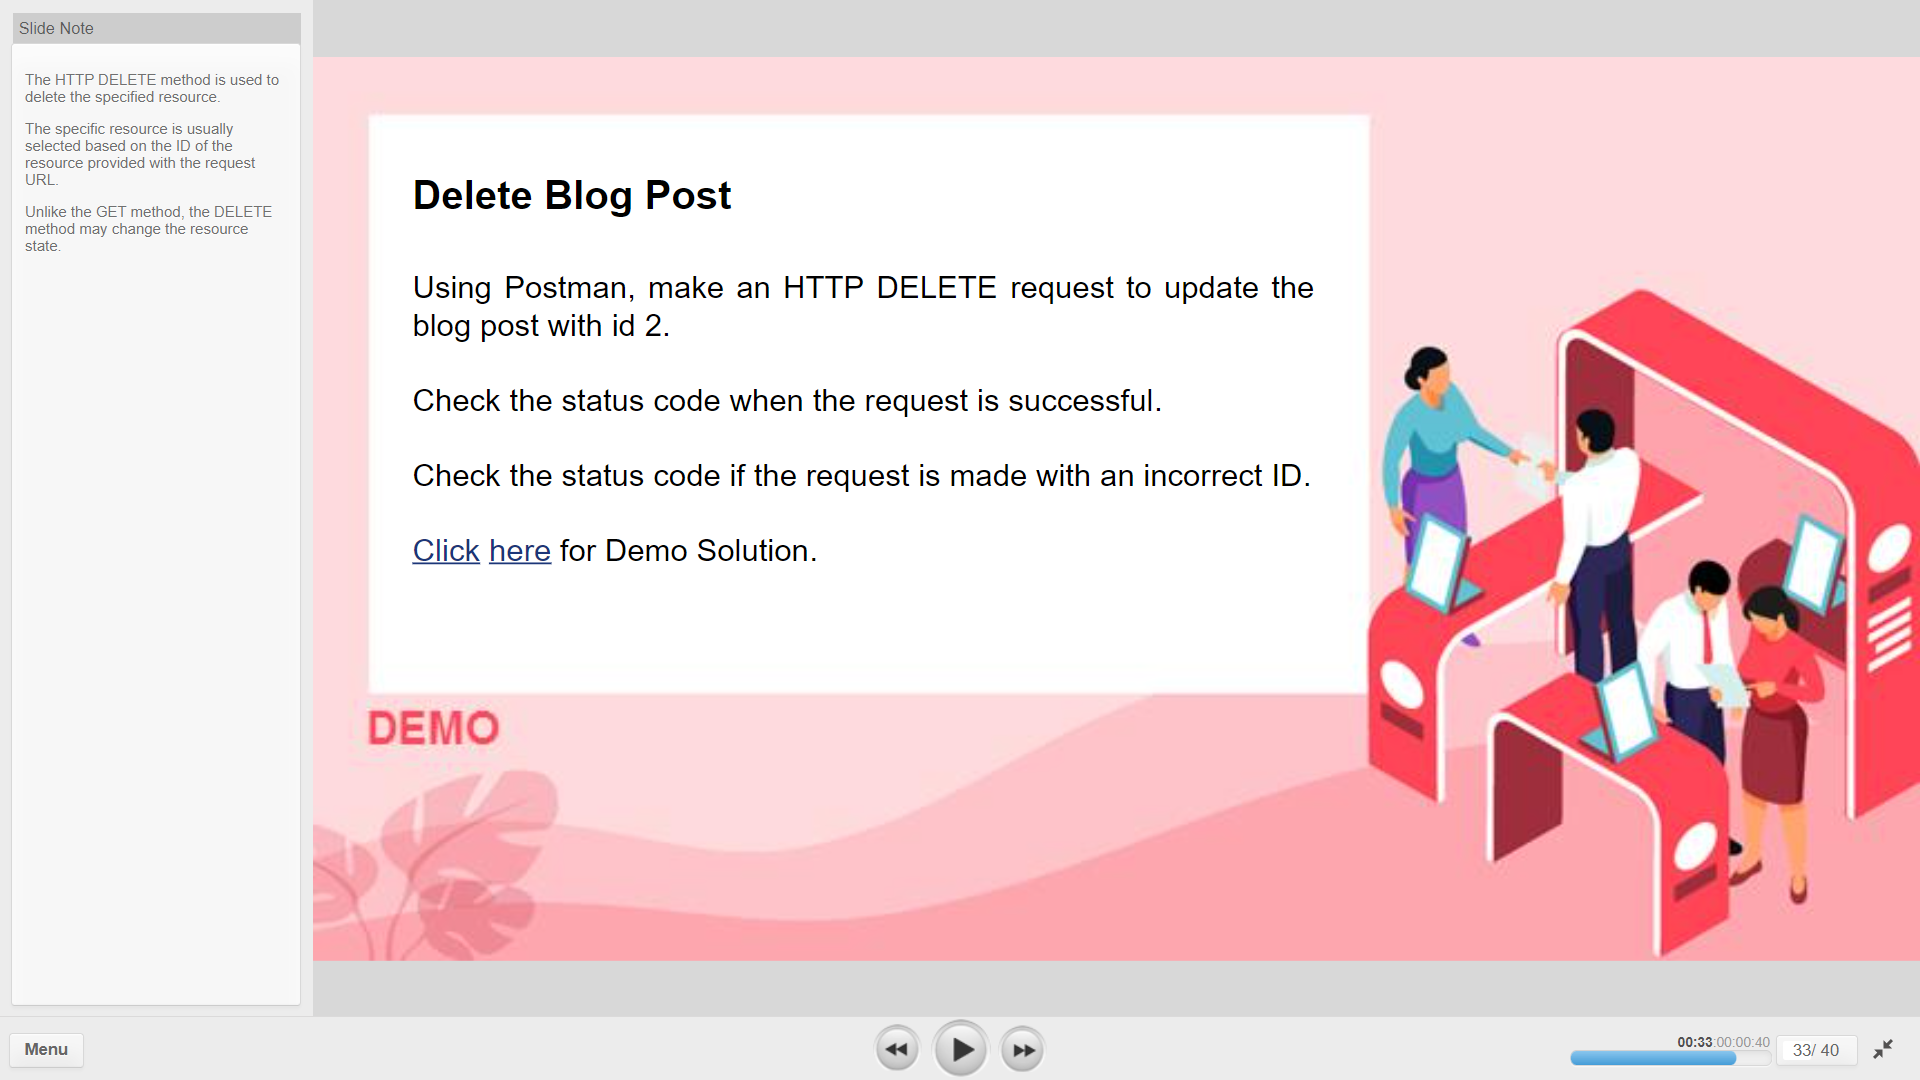 Slide Note
The HTTP DELETE method is used to
delete the specified resource.
The specific resource is usually
selected based on the ID of the
resource provided with the request
URL.
Unlike the GET method, the DELETE
method may change the resource
state.
Delete Blog Post
Using Postman, make an HTTP DELETE request to update the
blog post with id 2.
Check the status code when the request is successful.
Check the status code if the request is made with an incorrect ID.
Click here for Demo Solution.
DEMO
Menu
00:33:00:00:40
33/ 40